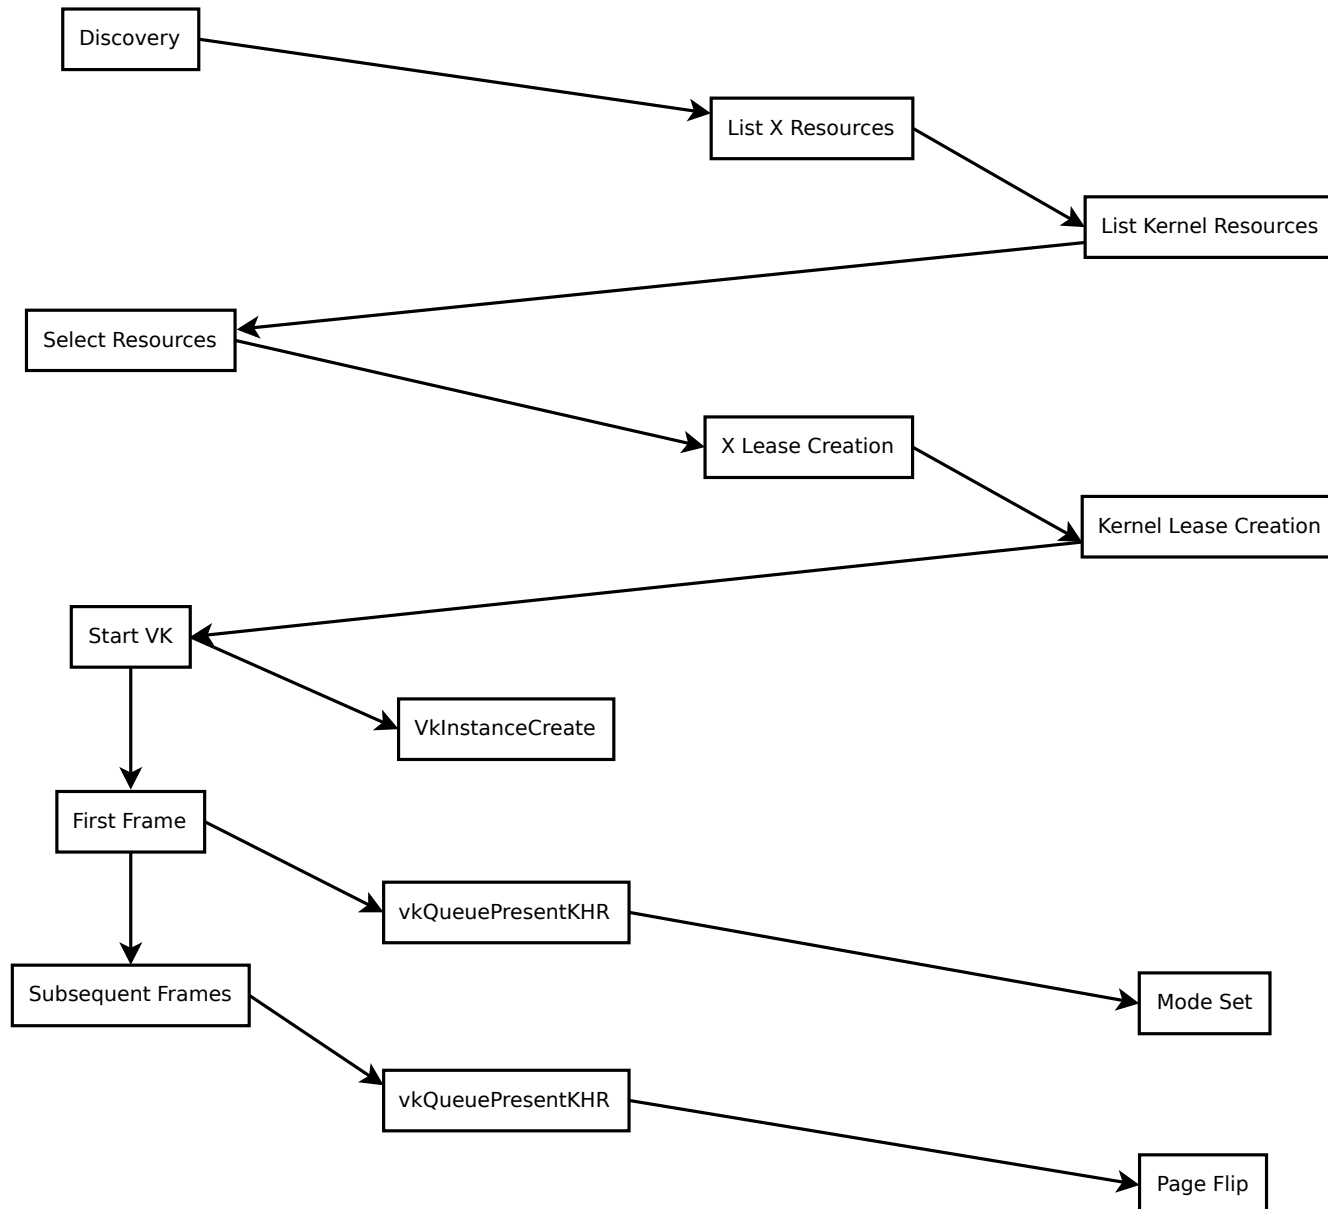 Discovery
List X Resources
List Kernel Resources
Select Resources
X Lease Creation
Kernel Lease Creation
Start VK
VkInstanceCreate
First Frame
vkQueuePresentKHR
Subsequent Frames
Mode Set
vkQueuePresentKHR
Page Flip